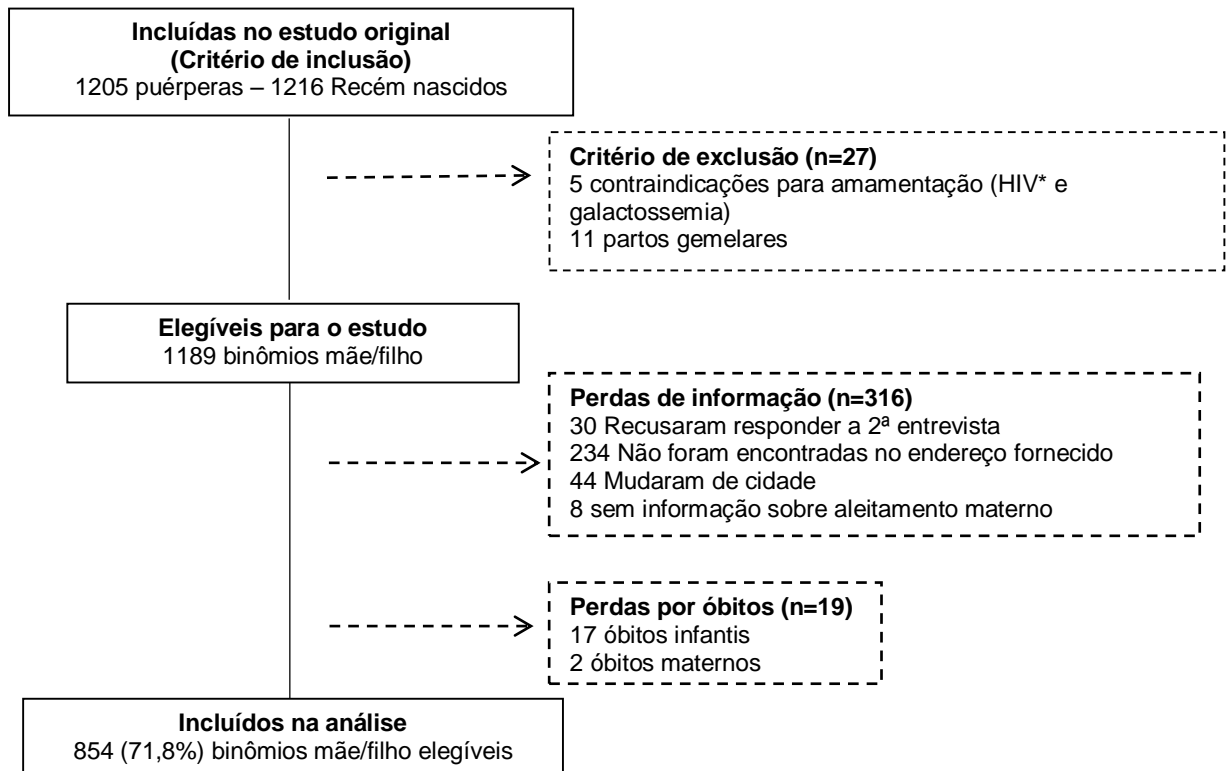 Incluídas no estudo original
(Critério de inclusão)
1205 puérperas – 1216 Recém nascidos
Critério de exclusão (n=27)
5 contraindicações para amamentação (HIV* e
galactossemia)
11 partos gemelares
Elegíveis para o estudo
1189 binômios mãe/filho
Perdas de informação (n=316)
30 Recusaram responder a 2ª entrevista
234 Não foram encontradas no endereço fornecido
44 Mudaram de cidade
8 sem informação sobre aleitamento materno
Perdas por óbitos (n=19)
17 óbitos infantis
2 óbitos maternos
Incluídos na análise
854 (71,8%) binômios mãe/filho elegíveis